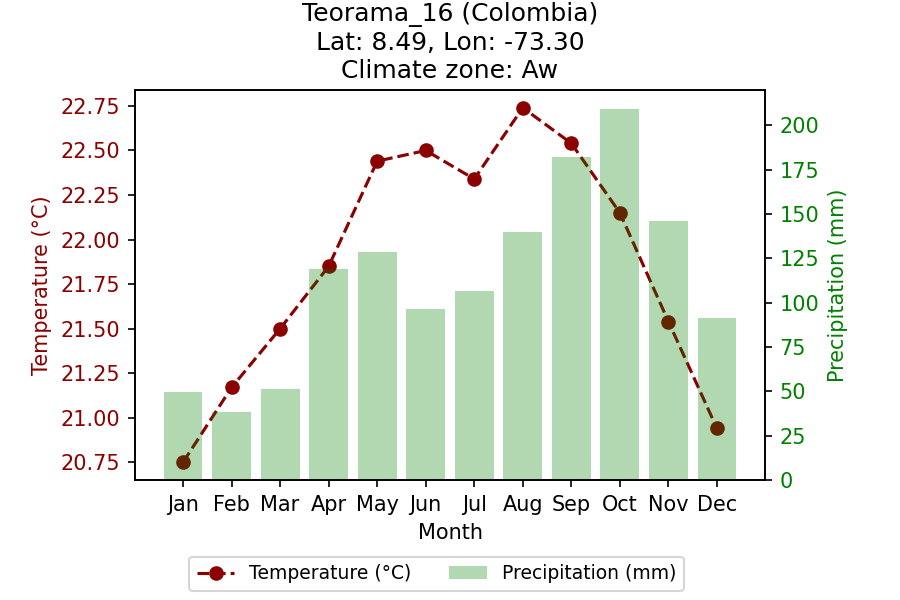 Teorama_16 (Colombia)
Lat: 8.49, Lon: -73.30
Climate zone: Aw
22.75
22.50
22.25
22.00
21.75
21.50
21.25
21.00
20.75
Temperature (°C)
200
175
150
125
100
75
50
25
0
Precipitation (mm)
Jan Feb Mar Apr May Jun Jul Aug Sep Oct Nov Dec
Month
Temperature (°C) Precipitation (mm)